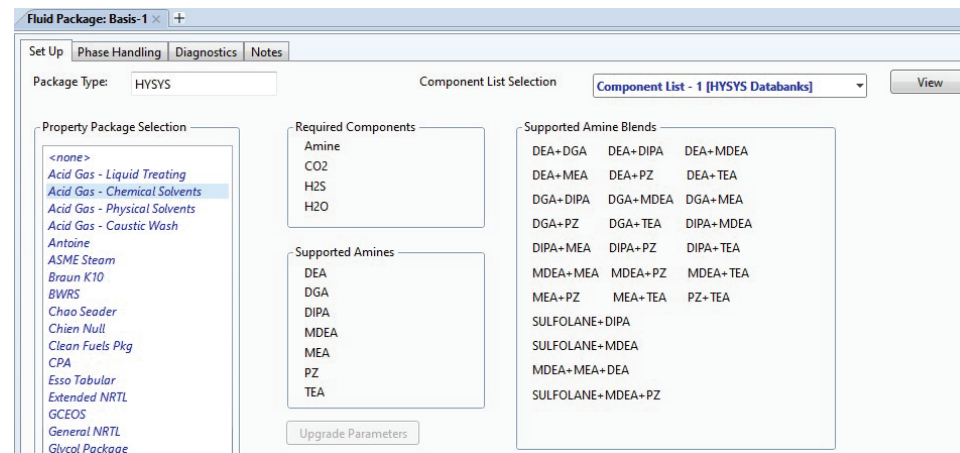 Fluid Package: Basis-1 × +
Set Up Phase Handling Diagnostics Notes
Package Type: HYSYS Component List Selection Component List - 1 [HYSYS Databanks] View
Property Package Selection
<none>
Acid Gas - Liquid Treating
Acid Gas - Chemical Solvents
Acid Gas - Physical Solvents
Acid Gas - Caustic Wash
Antoine
ASME Steam
Braun K10
BWRS
Chao Seader
Chien Null
Clean Fuels Pkg
CPA
Esso Tabular
Extended NRTL
GCEOS
General NRTL
Glycol Package
Required Components
Amine
CO2
H2S
H2O
Supported Amines
DEA
DGA
DIPA
MDEA
MEA
PZ
TEA
Upgrade Parameters
Supported Amine Blends
DEA+DGA DEA+DIPA DEA+MDEA
DEA+MEA DEA+PZ DEA+TEA
DGA+DIPA DGA+MDEA DGA+MEA
DGA+PZ DGA+TEA DIPA+MDEA
DIPA+MEA DIPA+PZ DIPA+TEA
MDEA+MEA MDEA+PZ MDEA+TEA
MEA+PZ MEA+TEA PZ+TEA
SULFOLANE+DIPA
SULFOLANE+MDEA
MDEA+MEA+DEA
SULFOLANE+MDEA+PZ